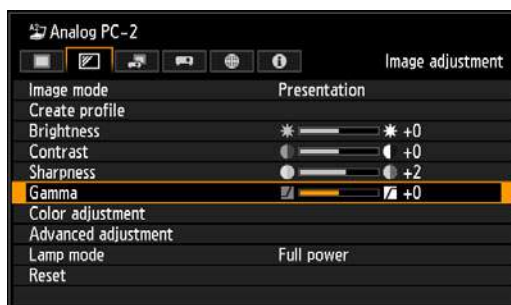 Analog PC-2
Image adjustment
Image mode Presentation
Create profile
Brightness +0
Contrast +0
Sharpness +2
Gamma +0
Color adjustment
Advanced adjustment
Lamp mode Full power
Reset